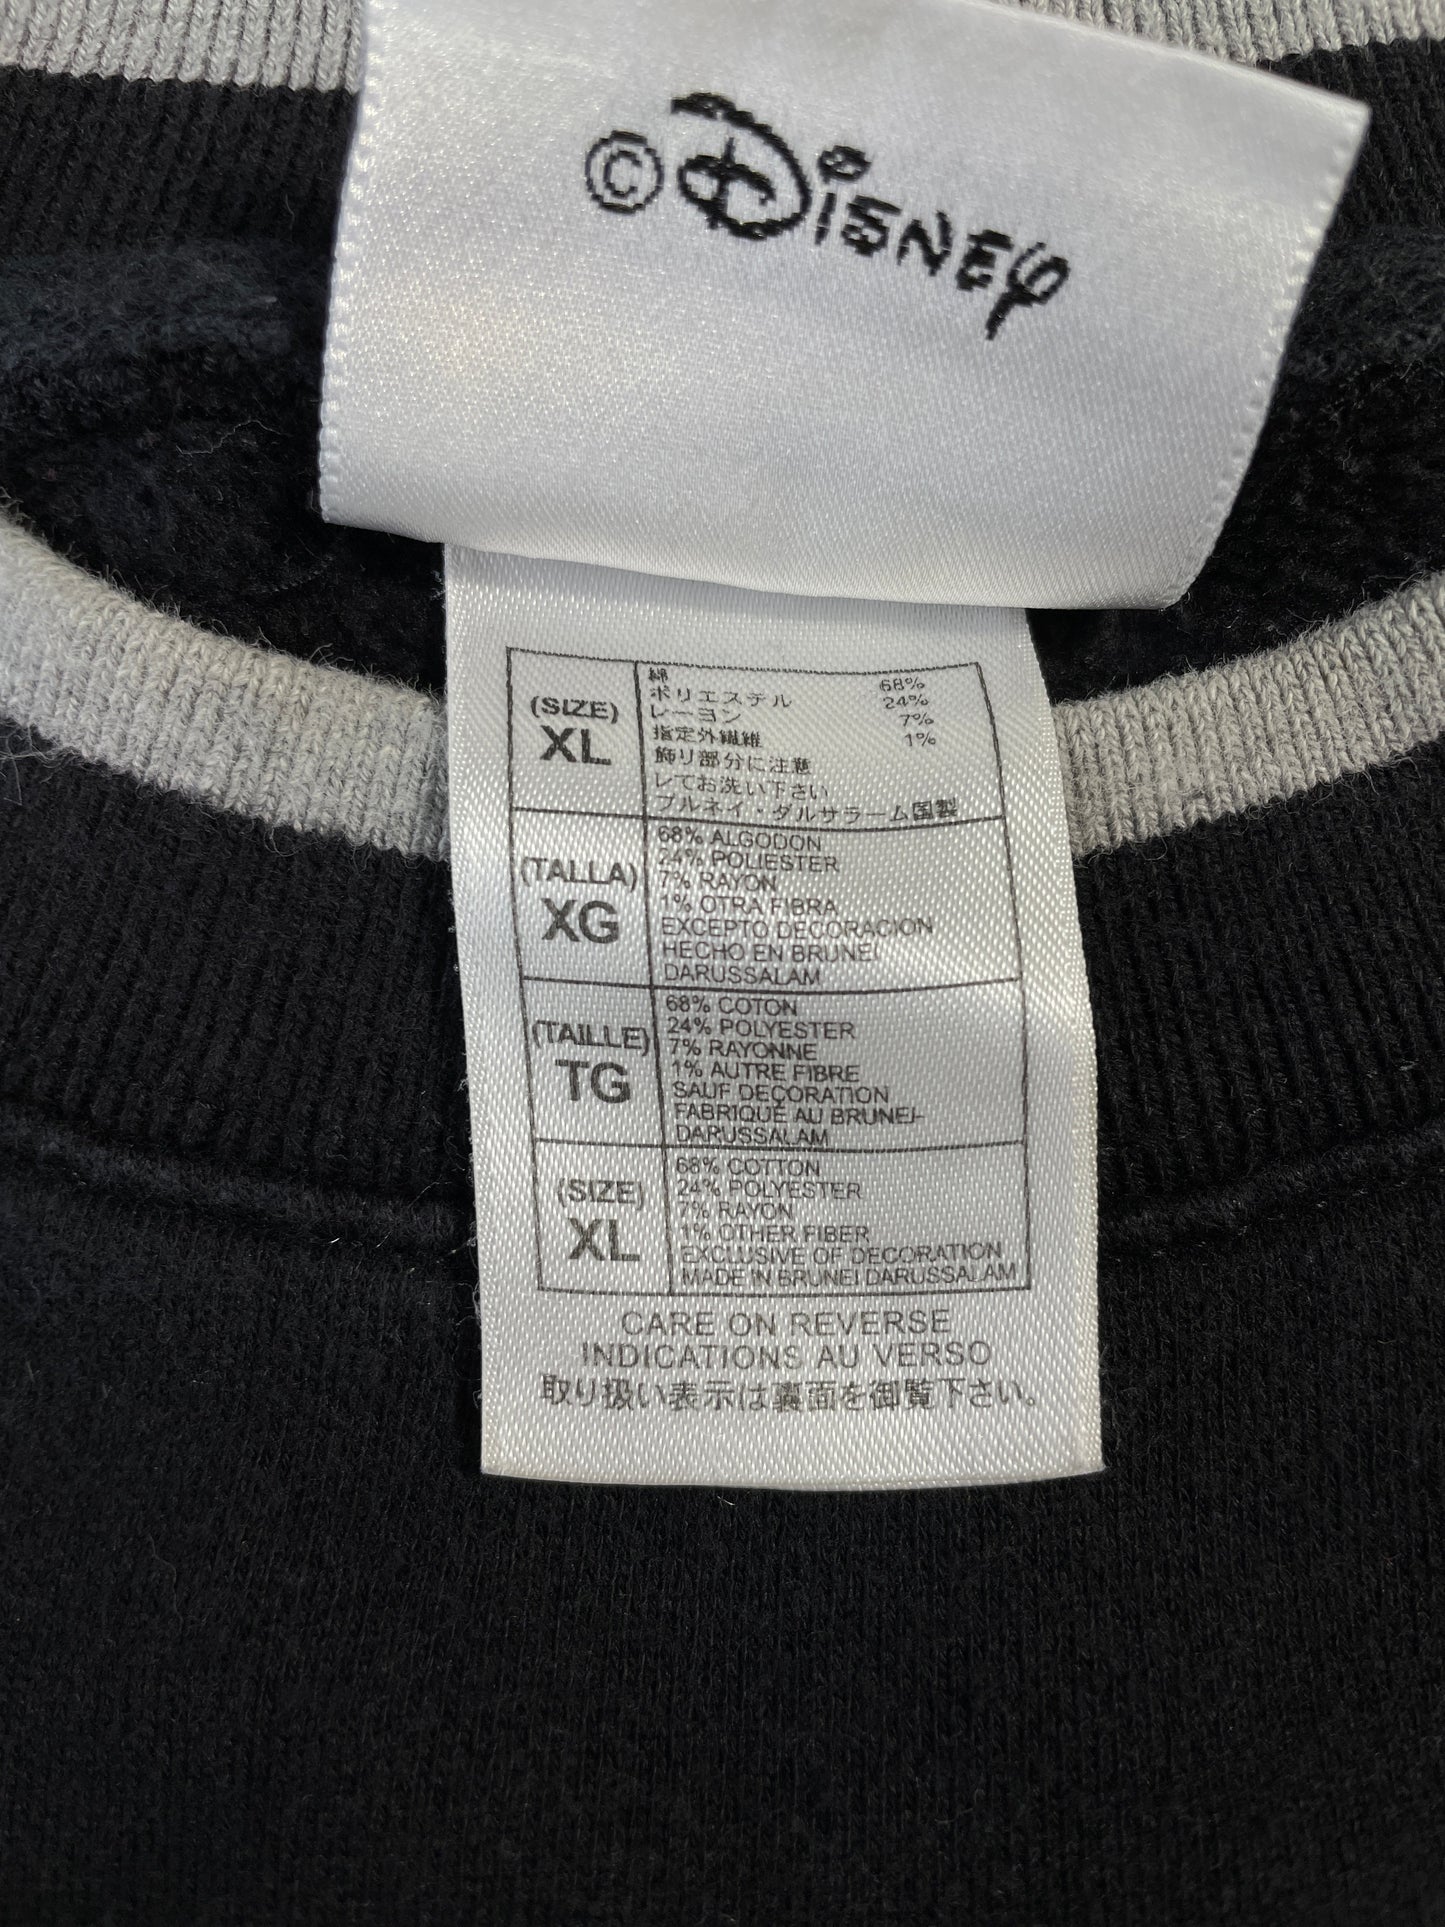 ©Disney
(SIZE)
XL
綿 68%
ポリエステル 24%
レーヨン 7%
指定外繊維 1%
飾り部分に注意
レてお洗い下さい
ブルネイ・ダルサラーム国製
(TALLA)
XG
68% ALGODON
24% POLIESTER
7% RAYON
1% OTRA FIBRA
EXCEPTO DECORACION
HECHO EN BRUNEI
DARUSSALAM
(TAILLE)
TG
68% COTON
24% POLYESTER
7% RAYONNE
1% AUTRE FIBRE
SAUF DECORATION
FABRIQUÉ AU BRUNEI-
DARUSSALAM
(SIZE)
XL
68% COTTON
24% POLYESTER
7% RAYON
1% OTHER FIBER
EXCLUSIVE OF DECORATION
MADE IN BRUNEI DARUSSALAM
CARE ON REVERSE
INDICATIONS AU VERSO
取り扱い表示は裏面を御覧下さい。